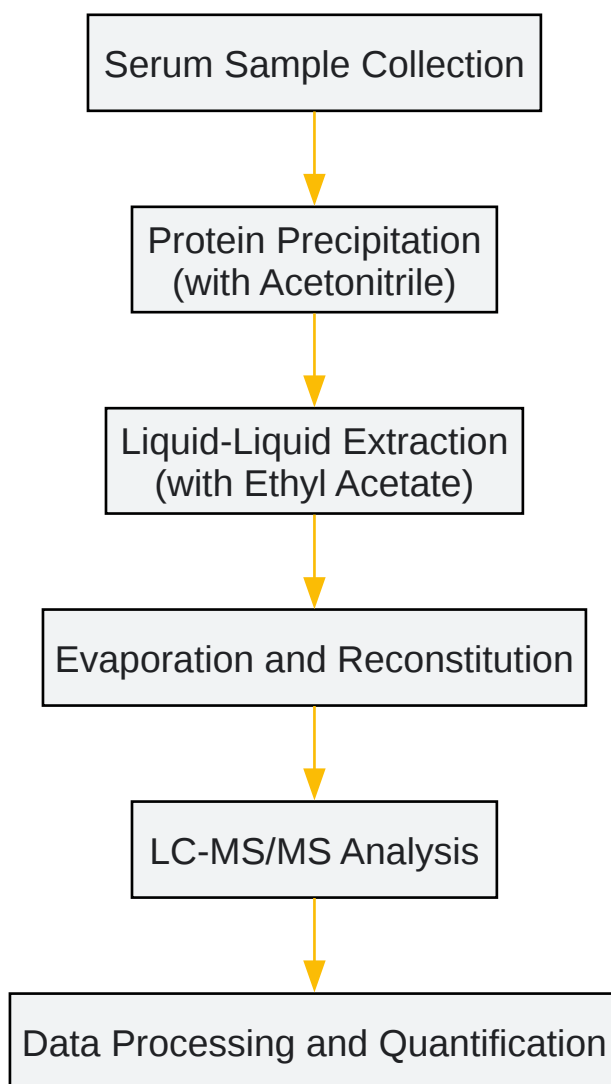 Serum Sample Collection
Protein Precipitation
(with Acetonitrile)
Liquid-Liquid Extraction
(with Ethyl Acetate)
Evaporation and Reconstitution
LC-MS/MS Analysis
Data Processing and Quantification